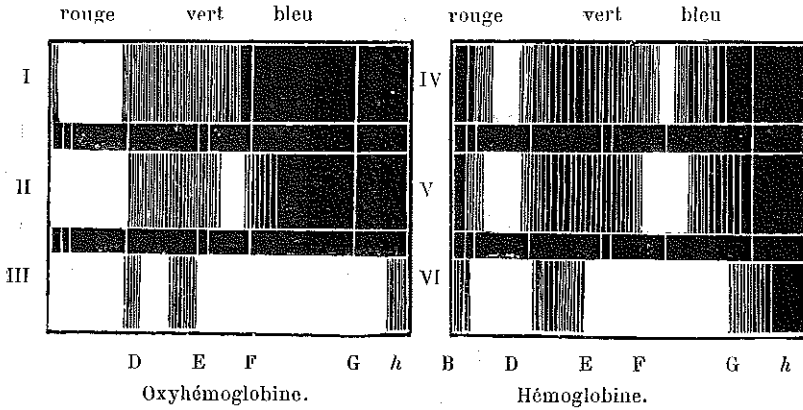 rouge vert bleu rouge vert bleu
I IV
II V
III VI
D E F G h B D E F G h
Oxyhémoglobine. Hémoglobine.